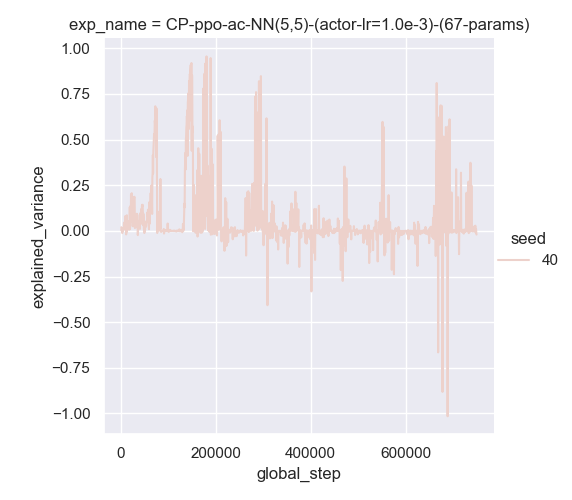 exp_name = CP-ppo-ac-NN(5,5)-(actor-lr=1.0e-3)-(67-params)
1.00
0.75
0.50
0.25
0.00
−0.25
−0.50
−0.75
−1.00
explained_variance
0 200000 400000 600000
global_step
seed
40